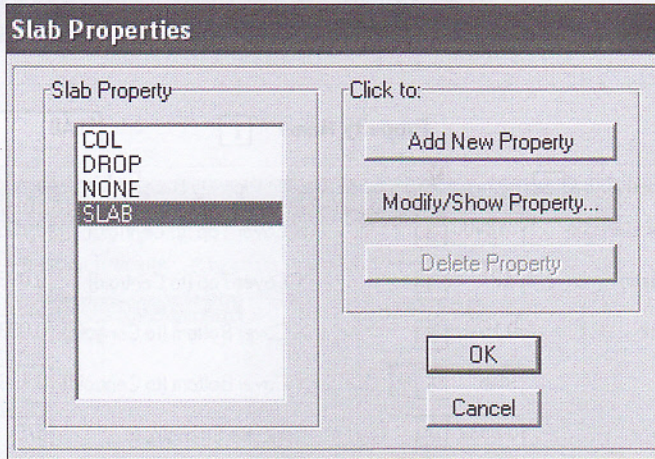 Slab Properties
Slab Property
COL
DROP
NONE
SLAB
Click to:
Add New Property
Modify/Show Property...
Delete Property
OK
Cancel